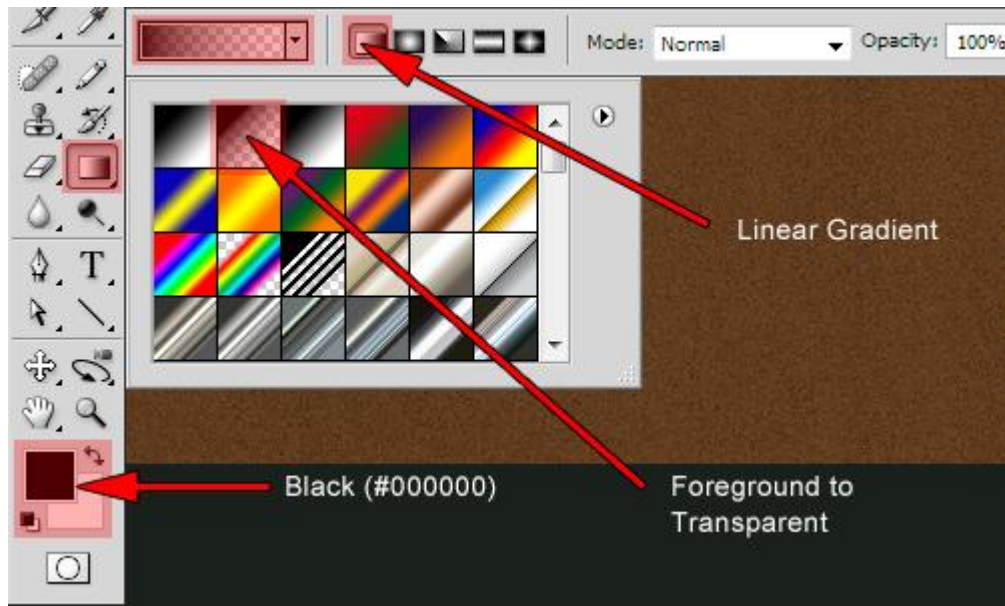 Mode: Normal Opacity: 100%
Linear Gradient
T
Black (#000000)
Foreground to
Transparent